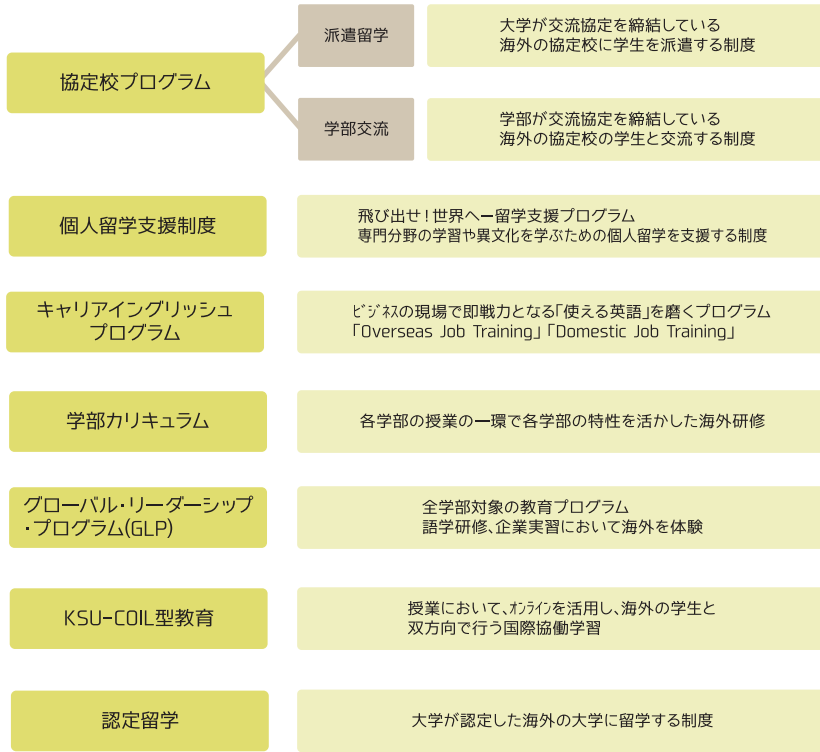 協定校プログラム
派遣留学
大学が交流協定を締結している
海外の協定校に学生を派遣する制度
学部交流
学部が交流協定を締結している
海外の協定校の学生と交流する制度
個人留学支援制度
飛び出せ！世界へー留学支援プログラム
専門分野の学習や異文化を学ぶための個人留学を支援する制度
キャリアイングリッシュ
プログラム
ビジネスの現場で即戦力となる「使える英語」を磨くプログラム
「Overseas Job Training」「Domestic Job Training」
学部カリキュラム
各学部の授業の一環で各学部の特性を活かした海外研修
グローバル・リーダーシップ
・プログラム(GLP)
全学部対象の教育プログラム
語学研修、企業実習において海外を体験
KSU-COIL型教育
授業において、オンラインを活用し、海外の学生と
双方向で行う国際協働学習
認定留学
大学が認定した海外の大学に留学する制度